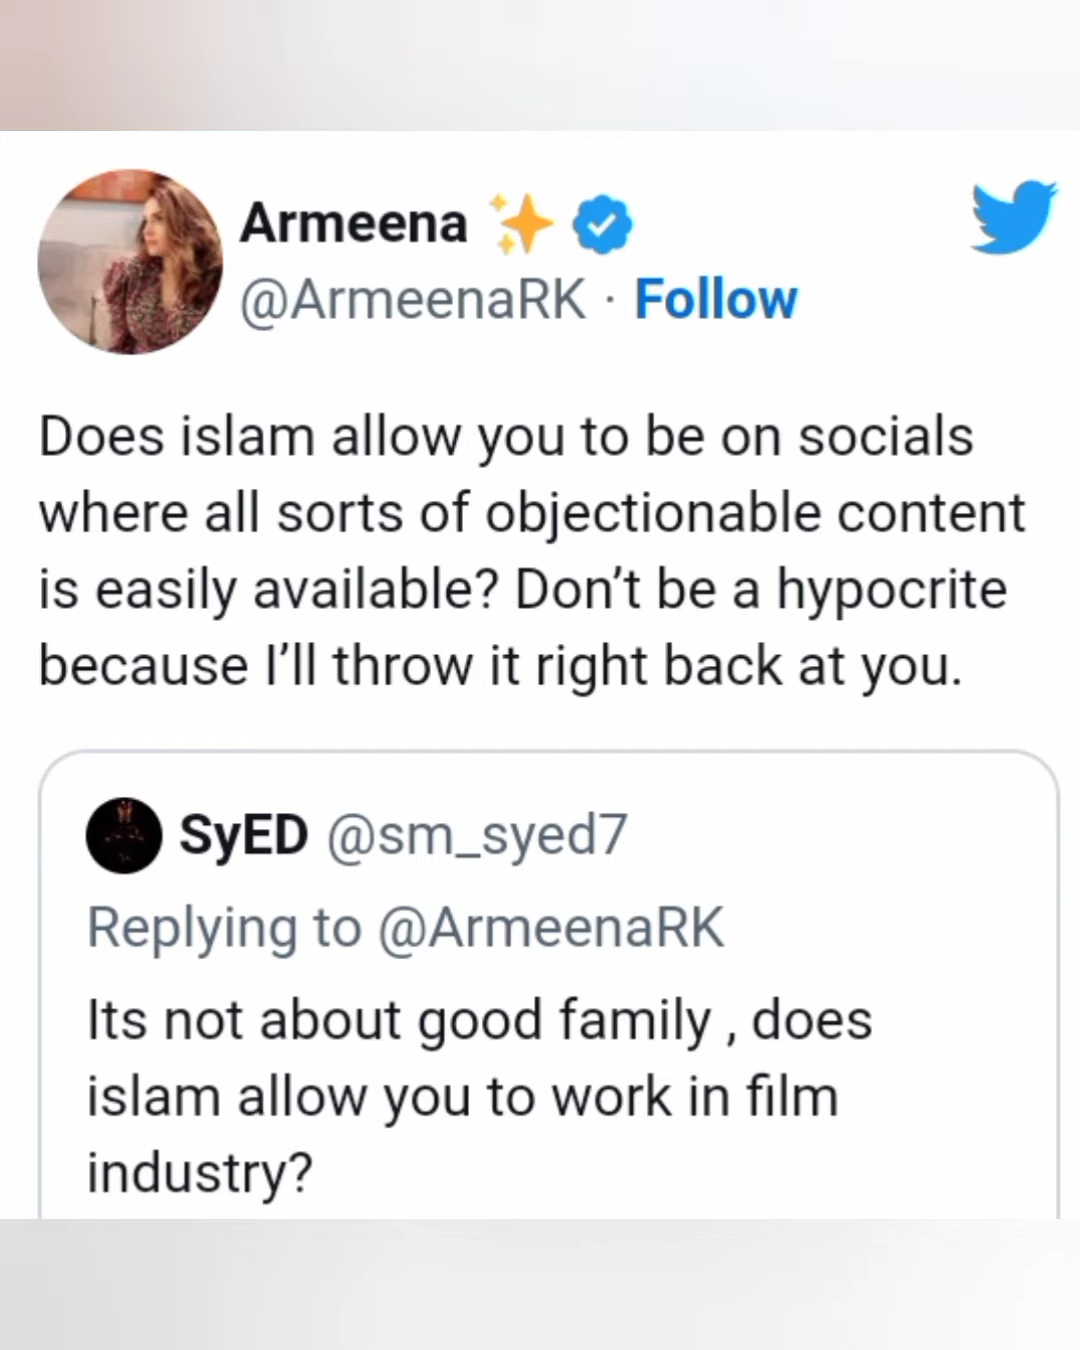 Armeena ✨
@ArmeenaRK · Follow
Does islam allow you to be on socials
where all sorts of objectionable content
is easily available? Don’t be a hypocrite
because I’ll throw it right back at you.
SyED @sm_syed7
Replying to @ArmeenaRK
Its not about good family , does
islam allow you to work in film
industry?